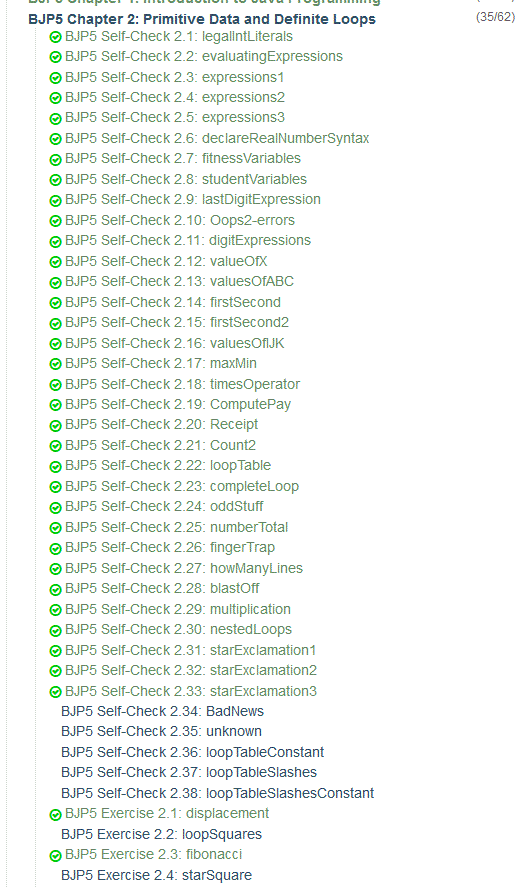 BJP5 Chapter 1: Introduction to Java Programming
BJP5 Chapter 2: Primitive Data and Definite Loops (35/62)
BJP5 Self-Check 2.1: legalIntLiterals
BJP5 Self-Check 2.2: evaluatingExpressions
BJP5 Self-Check 2.3: expressions1
BJP5 Self-Check 2.4: expressions2
BJP5 Self-Check 2.5: expressions3
BJP5 Self-Check 2.6: declareRealNumberSyntax
BJP5 Self-Check 2.7: fitnessVariables
BJP5 Self-Check 2.8: studentVariables
BJP5 Self-Check 2.9: lastDigitExpression
BJP5 Self-Check 2.10: Oops2-errors
BJP5 Self-Check 2.11: digitExpressions
BJP5 Self-Check 2.12: valueOfX
BJP5 Self-Check 2.13: valuesOfABC
BJP5 Self-Check 2.14: firstSecond
BJP5 Self-Check 2.15: firstSecond2
BJP5 Self-Check 2.16: valuesOfIJK
BJP5 Self-Check 2.17: maxMin
BJP5 Self-Check 2.18: timesOperator
BJP5 Self-Check 2.19: ComputePay
BJP5 Self-Check 2.20: Receipt
BJP5 Self-Check 2.21: Count2
BJP5 Self-Check 2.22: loopTable
BJP5 Self-Check 2.23: completeLoop
BJP5 Self-Check 2.24: oddStuff
BJP5 Self-Check 2.25: numberTotal
BJP5 Self-Check 2.26: fingerTrap
BJP5 Self-Check 2.27: howManyLines
BJP5 Self-Check 2.28: blastOff
BJP5 Self-Check 2.29: multiplication
BJP5 Self-Check 2.30: nestedLoops
BJP5 Self-Check 2.31: starExclamation1
BJP5 Self-Check 2.32: starExclamation2
BJP5 Self-Check 2.33: starExclamation3
BJP5 Self-Check 2.34: BadNews
BJP5 Self-Check 2.35: unknown
BJP5 Self-Check 2.36: loopTableConstant
BJP5 Self-Check 2.37: loopTableSlashes
BJP5 Self-Check 2.38: loopTableSlashesConstant
BJP5 Exercise 2.1: displacement
BJP5 Exercise 2.2: loopSquares
BJP5 Exercise 2.3: fibonacci
BJP5 Exercise 2.4: starSquare